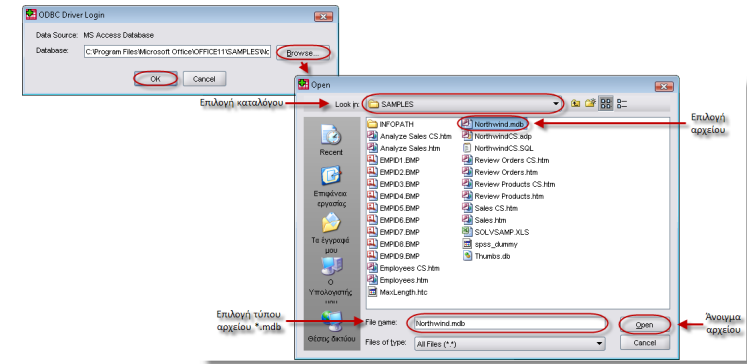 ODBC Driver Login
Data Source: MS Access Database
Database: C:\Program Files\Microsoft Office\OFFICE11\SAMPLES\Nc Browse...
OK Cancel
Open
Επιλογή καταλόγου
Look in: SAMPLES
Επιλογή
αρχείου
Recent
Επιφάνεια
εργασίας
Τα έγγραφά
μου
Ο
Υπολογιστής
μου
Θέσεις δικτύου
INFOPATH
Analyze Sales CS.htm
Analyze Sales.htm
EMPID1.BMP
EMPID2.BMP
EMPID3.BMP
EMPID4.BMP
EMPID5.BMP
EMPID6.BMP
EMPID7.BMP
EMPID8.BMP
EMPID9.BMP
Employees CS.htm
Employees.htm
MaxLength.htc
Northwind.mdb
NorthwindCS.adp
NorthwindCS.SQL
Review Orders CS.htm
Review Orders.htm
Review Products CS.htm
Review Products.htm
Sales CS.htm
Sales.htm
SOLVSAMP.XLS
spss_dummy
Thumbs.db
Επιλογή τύπου
αρχείου *.mdb
File name: Northwind.mdb Open
Άνοιγμα
αρχείου
Files of type: All Files (*.*) Cancel